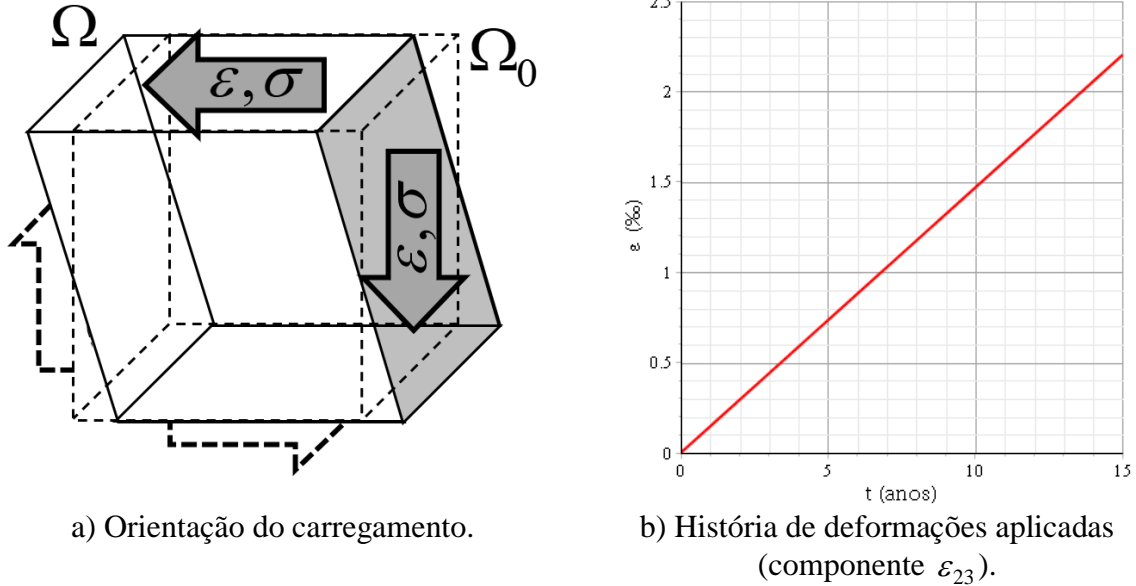 Ω
Ω₀
ε, σ
ε, σ
a) Orientação do carregamento.
2.5
2
1.5
1
0.5
0
ε (‰)
0
5
10
15
t (anos)
b) História de deformações aplicadas
(componente ε₂₃).